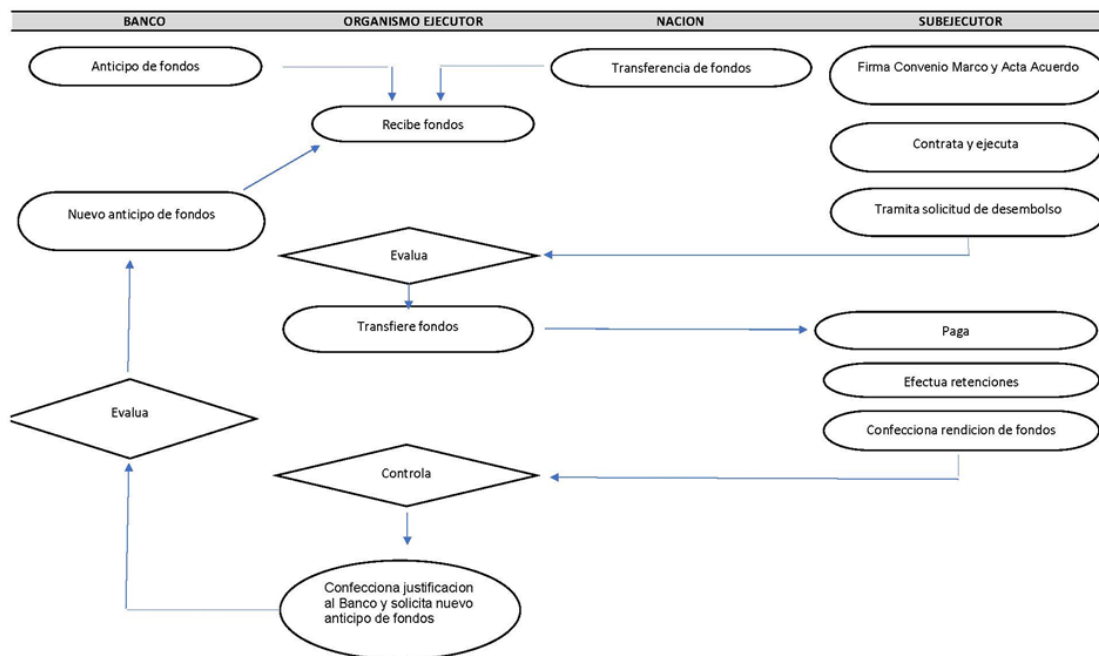 BANCO
ORGANISMO EJECUTOR
NACION
SUBEJECUTOR
Anticipo de fondos
Transferencia de fondos
Firma Convenio Marco y Acta Acuerdo
Recibe fondos
Contrata y ejecuta
Nuevo anticipo de fondos
Tramita solicitud de desembolso
Evalua
Transfiere fondos
Paga
Efectua retenciones
Evalua
Confecciona rendicion de fondos
Controla
Confecciona justificacion
al Banco y solicita nuevo
anticipo de fondos